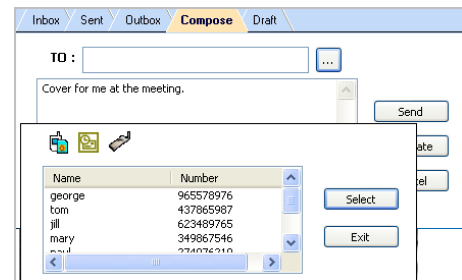 Inbox Sent Outbox Compose Draft
TO :
...
Cover for me at the meeting.
Send
Name Number
george 965578976
Select
tom 437865987
jill 623489765
mary 349867546
Exit